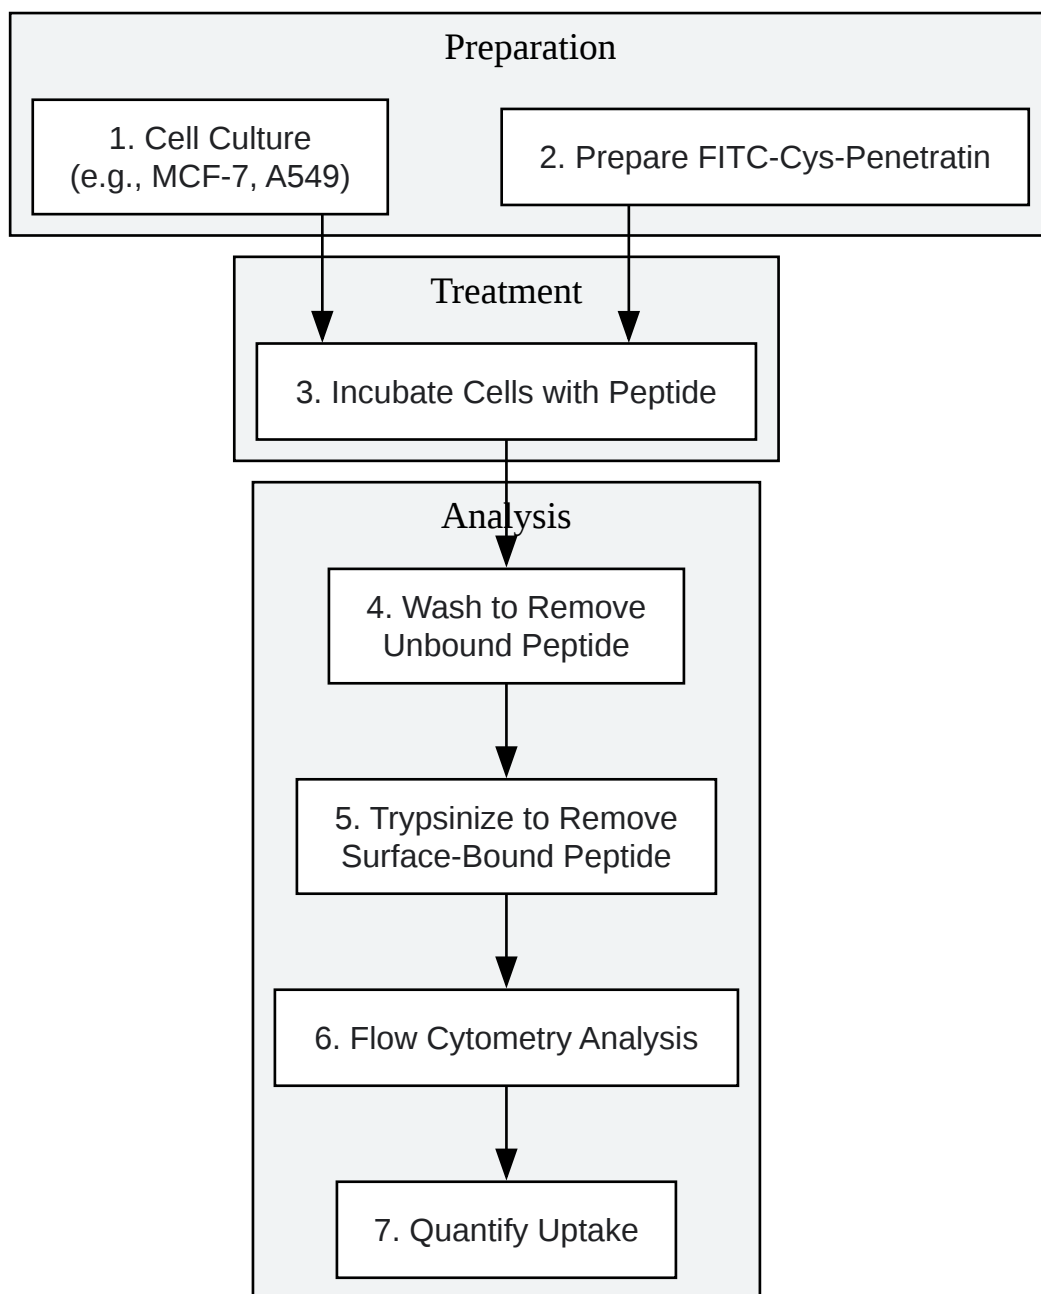 Preparation
1. Cell Culture
(e.g., MCF-7, A549)
2. Prepare FITC-Cys-Penetratin
Treatment
3. Incubate Cells with Peptide
Analysis
4. Wash to Remove
Unbound Peptide
5. Trypsinize to Remove
Surface-Bound Peptide
6. Flow Cytometry Analysis
7. Quantify Uptake